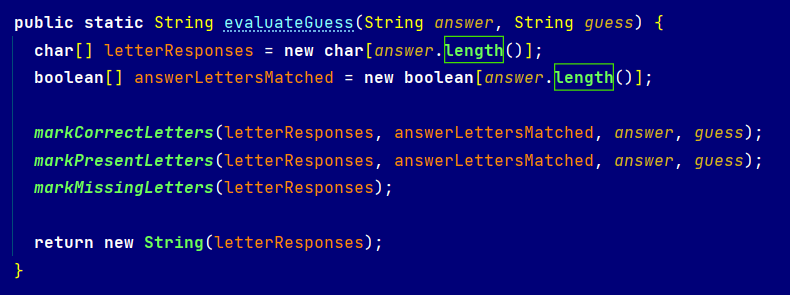 public static String evaluateGuess(String answer, String guess) {
  char[] letterResponses = new char[answer.length()];
  boolean[] answerLettersMatched = new boolean[answer.length()];

  markCorrectLetters(letterResponses, answerLettersMatched, answer, guess);
  markPresentLetters(letterResponses, answerLettersMatched, answer, guess);
  markMissingLetters(letterResponses);

  return new String(letterResponses);
}